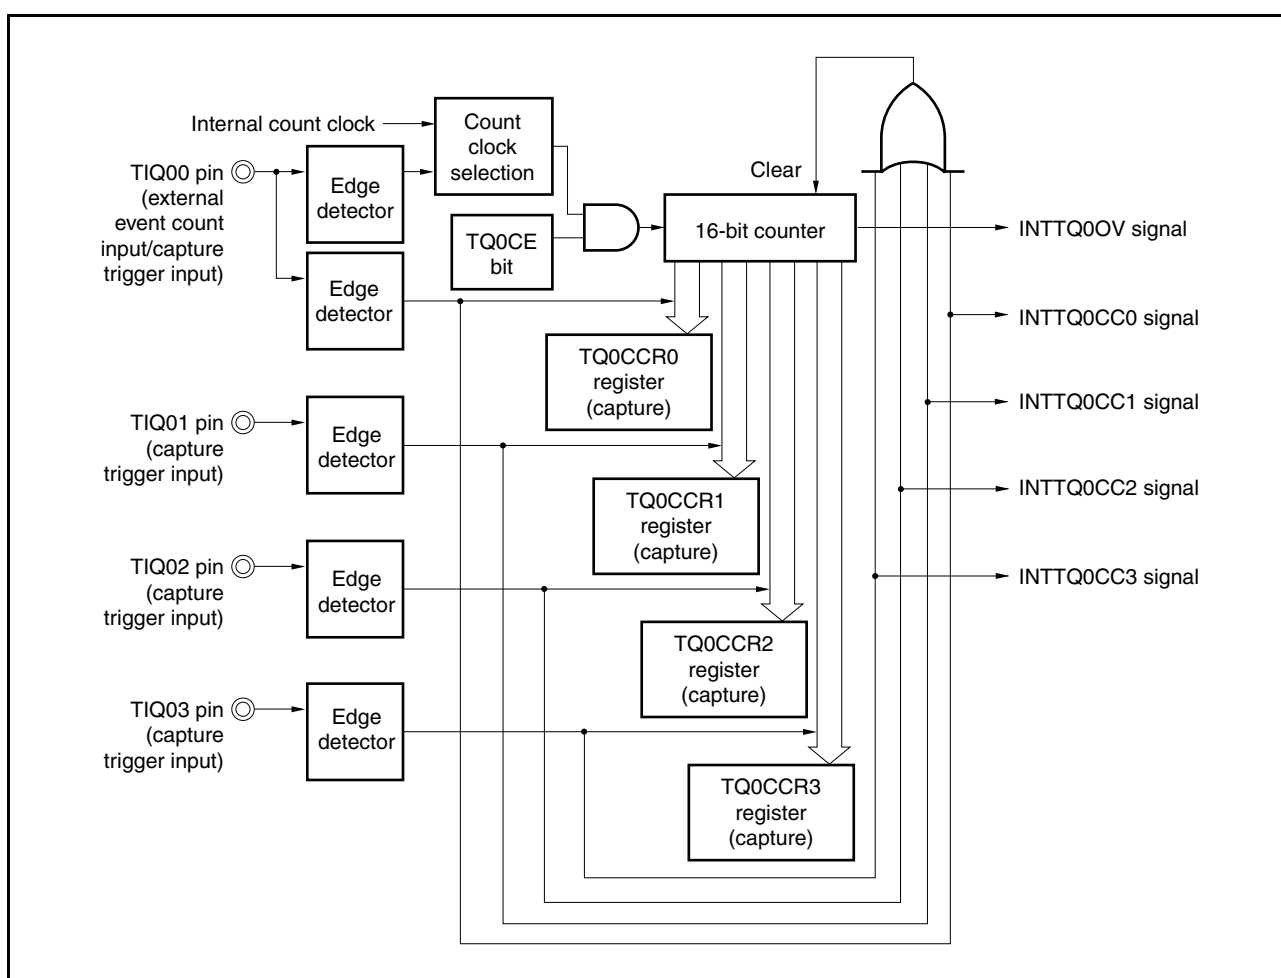 Internal count clock
Count
clock
selection
TIQ00 pin
(external
event count
input/capture
trigger input)
Edge
detector
Clear
TQ0CE
bit
16-bit counter
INTTQ0OV signal
Edge
detector
INTTQ0CC0 signal
TQ0CCR0
register
(capture)
TIQ01 pin
(capture
trigger input)
Edge
detector
INTTQ0CC1 signal
TQ0CCR1
register
(capture)
INTTQ0CC2 signal
TIQ02 pin
(capture
trigger input)
Edge
detector
INTTQ0CC3 signal
TQ0CCR2
register
(capture)
TIQ03 pin
(capture
trigger input)
Edge
detector
TQ0CCR3
register
(capture)